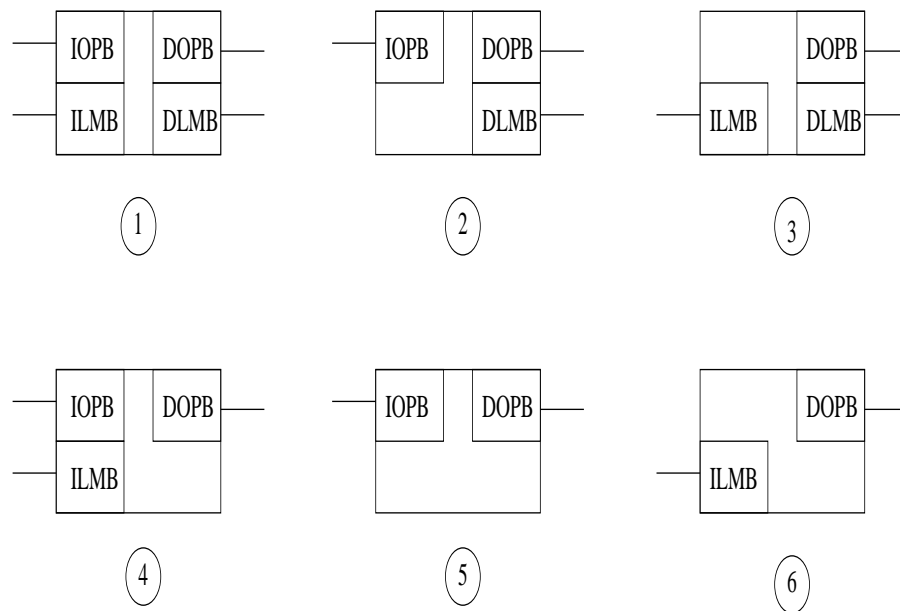 IOPB DOPB IOPB DOPB DOPB
ILMB DLMB DLMB ILMB DLMB
1 2 3
IOPB DOPB IOPB DOPB DOPB
ILMB ILMB
4 5 6